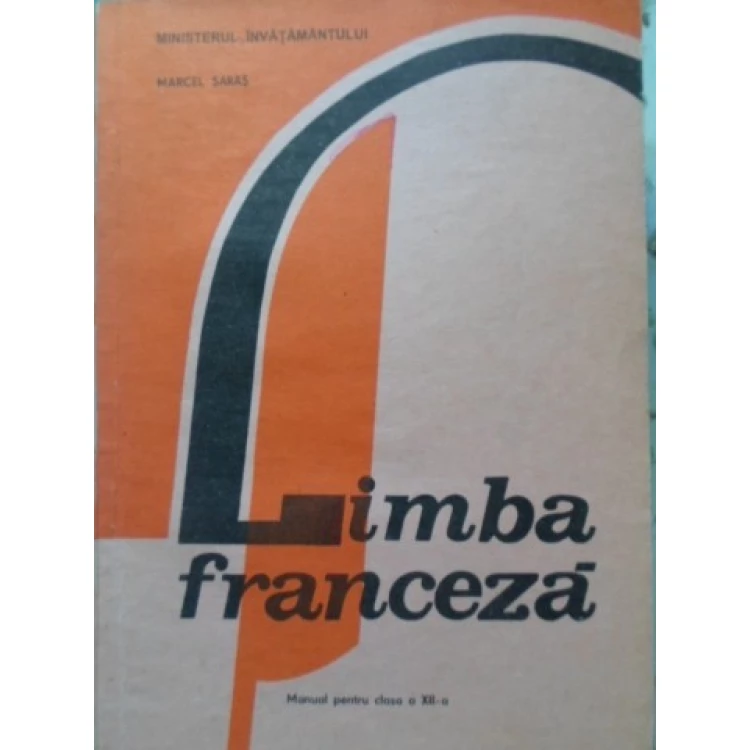 MINISTERUL ÎNVĂȚĂMÂNTULUI
MARCEL SARAȘ
Limba
franceză
Manual pentru clasa a XII-a